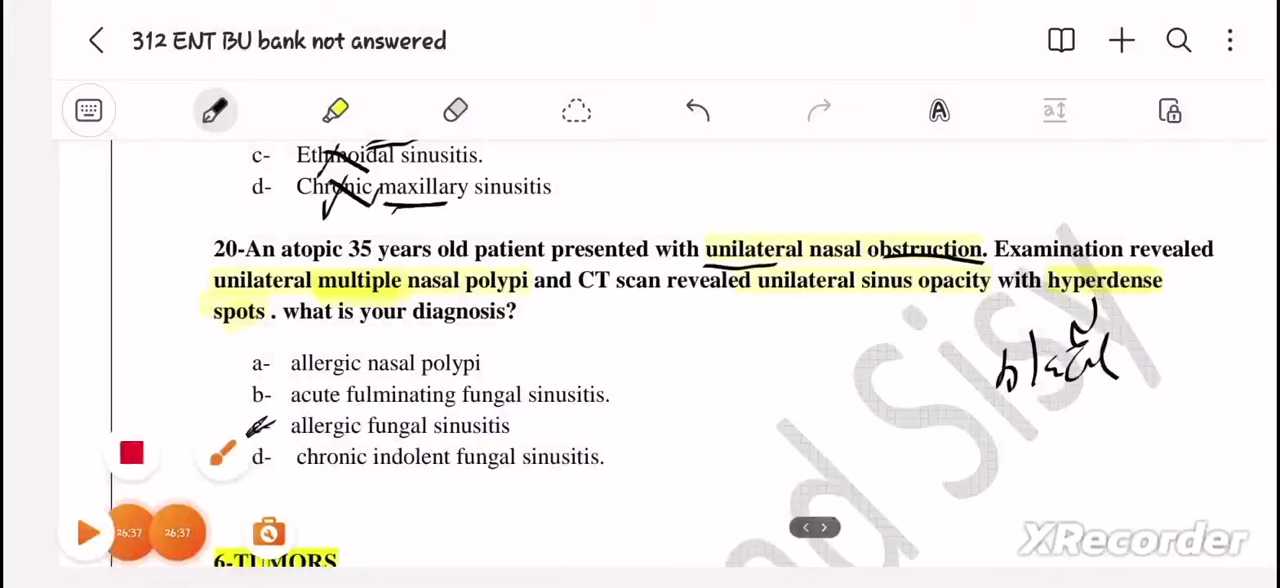 312 ENT BU bank not answered
c- Ethmoidal sinusitis.
d- Chronic maxillary sinusitis
20-An atopic 35 years old patient presented with unilateral nasal obstruction. Examination revealed
unilateral multiple nasal polypi and CT scan revealed unilateral sinus opacity with hyperdense
spots . what is your diagnosis?
a- allergic nasal polypi
b- acute fulminating fungal sinusitis.
allergic fungal sinusitis
d- chronic indolent fungal sinusitis.
26:37 26:37
6-TUMORS
XRecorder